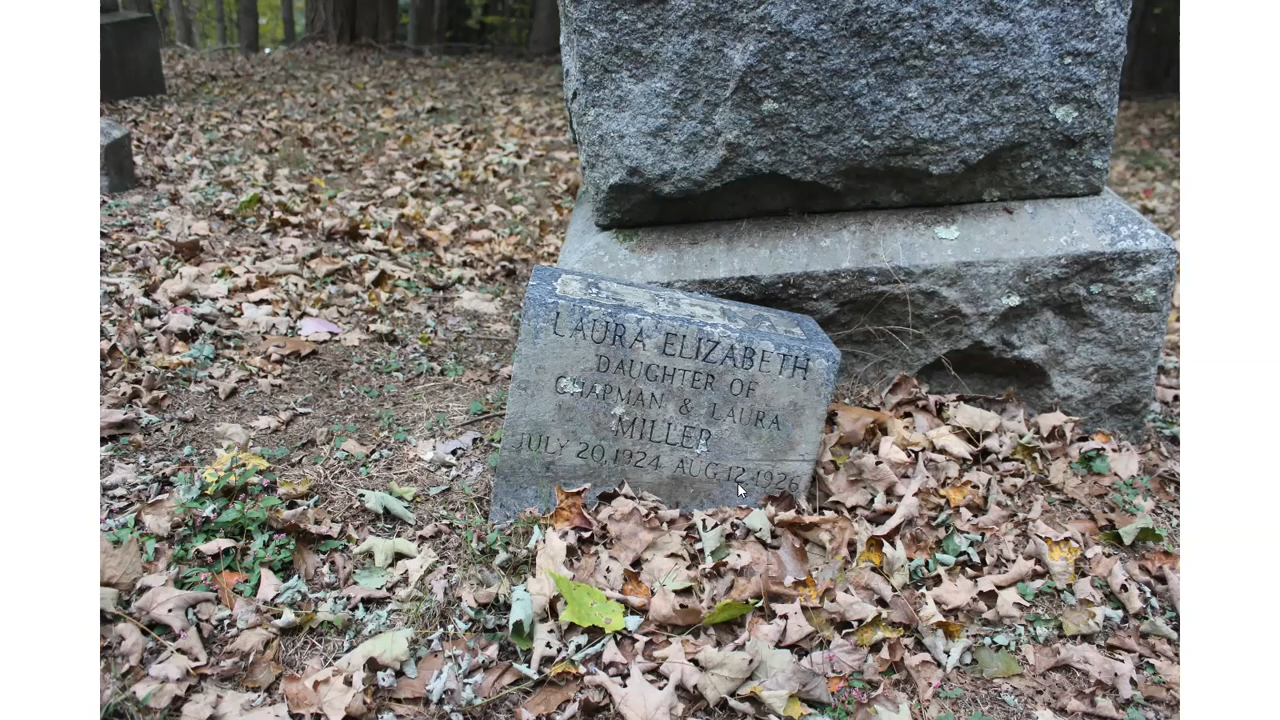 LAURA ELIZABETH
DAUGHTER OF
CHAPMAN & LAURA
MILLER
JULY 20,1924 AUG.12,1926